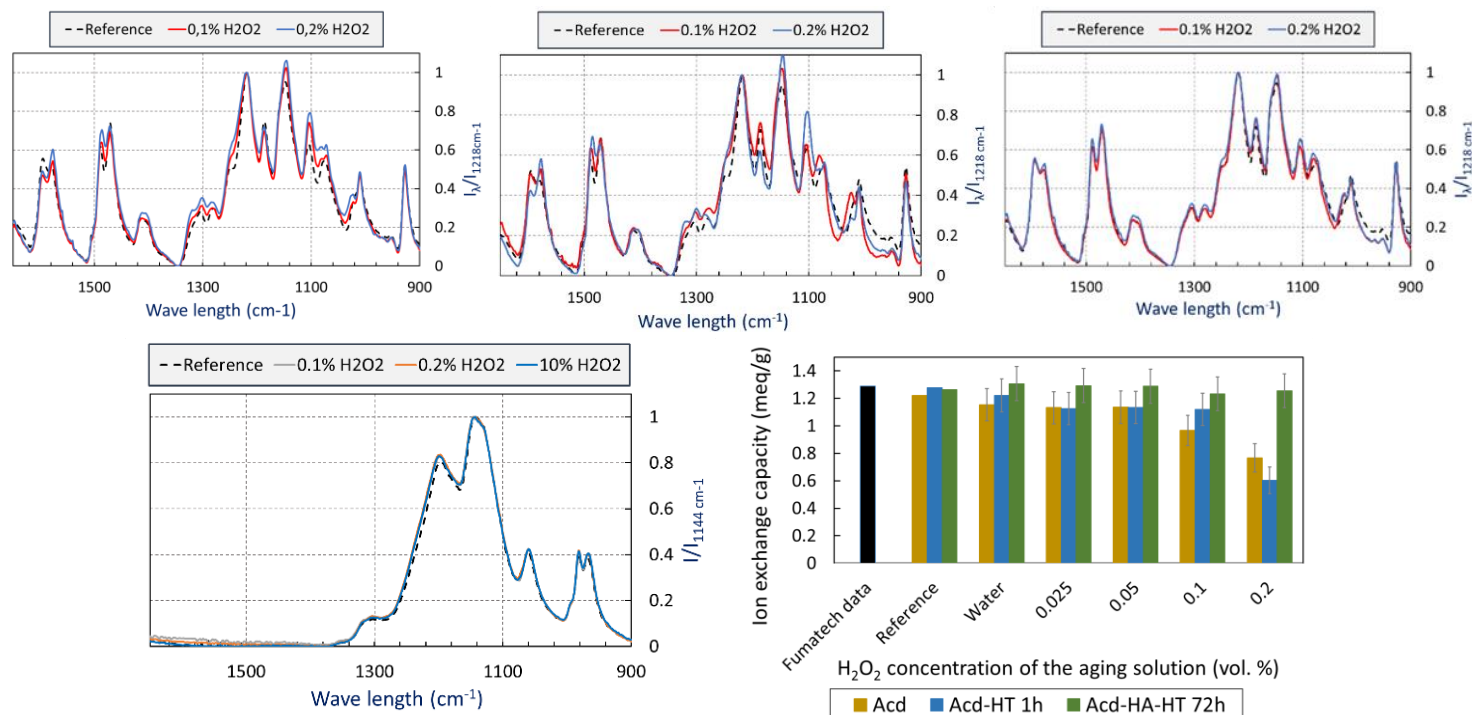 Reference 0,1% H2O2 0,2% H2O2
1
0.8
0.6
0.4
0.2
0
1500 1300 1100 900
Wave length (cm-1)
Iλ/I1218cm-1
Reference 0.1% H2O2 0.2% H2O2
1
0.8
0.6
0.4
0.2
0
1500 1300 1100 900
Wave length (cm-1)
Iλ/I1218 cm-1
Reference 0.1% H2O2 0.2% H2O2
1
0.8
0.6
0.4
0.2
0
1500 1300 1100 900
Wave length (cm-1)
Iλ/I1218 cm-1
Reference 0.1% H2O2 0.2% H2O2 10% H2O2
1
0.8
0.6
0.4
0.2
0
1500 1300 1100 900
Wave length (cm-1)
I/I1144 cm-1
Ion exchange capacity (meq/g)
1.4
1.2
1
0.8
0.6
0.4
0.2
0
Fumatech data Reference Water 0.025 0.05 0.1 0.2
H2O2 concentration of the aging solution (vol. %)
Acd Acd-HT 1h Acd-HA-HT 72h